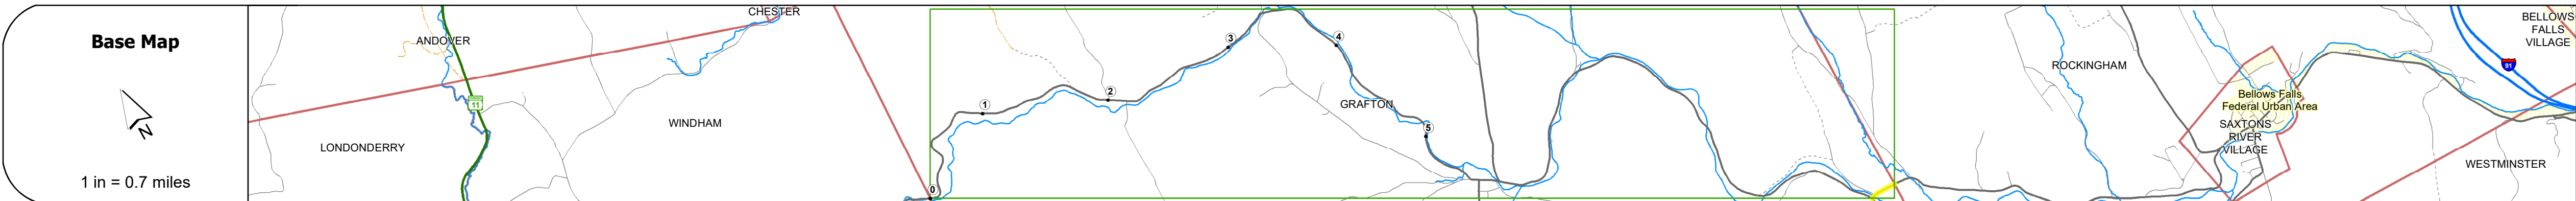 Base Map
N
1 in = 0.7 miles
ANDOVER
11
LONDONDERRY
WINDHAM
CHESTER
0
1
2
3
4
5
GRAFTON
ROCKINGHAM
Bellows Falls
Federal Urban Area
SAXTONS
RIVER
VILLAGE
91
BELLOWS
FALLS
VILLAGE
WESTMINSTER